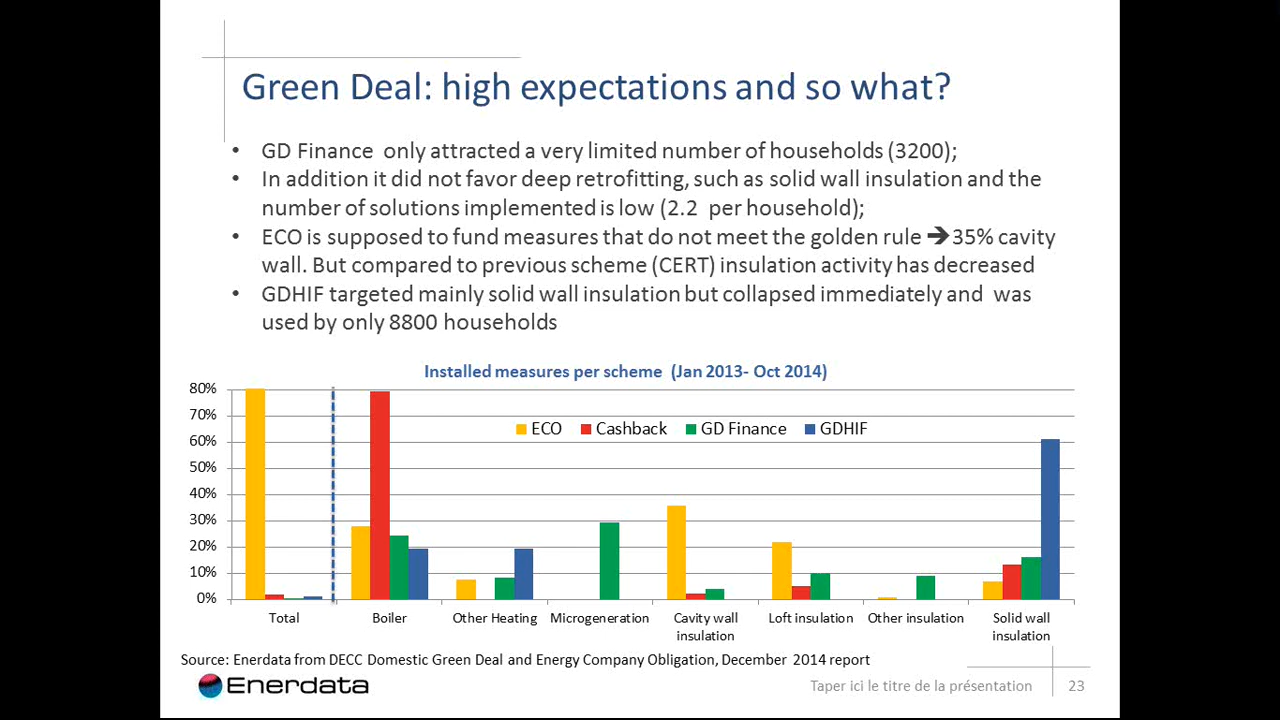 Green Deal: high expectations and so what?
• GD Finance only attracted a very limited number of households (3200);
• In addition it did not favor deep retrofitting, such as solid wall insulation and the
number of solutions implemented is low (2.2 per household);
• ECO is supposed to fund measures that do not meet the golden rule ➔35% cavity
wall. But compared to previous scheme (CERT) insulation activity has decreased
• GDHIF targeted mainly solid wall insulation but collapsed immediately and was
used by only 8800 households
Installed measures per scheme (Jan 2013- Oct 2014)
80%
70%
60%
50%
40%
30%
20%
10%
0%
ECO Cashback GD Finance GDHIF
Total Boiler Other Heating Microgeneration Cavity wall Loft insulation Other insulation Solid wall
insulation insulation
Source: Enerdata from DECC Domestic Green Deal and Energy Company Obligation, December 2014 report
Enerdata
Taper ici le titre de la présentation 23